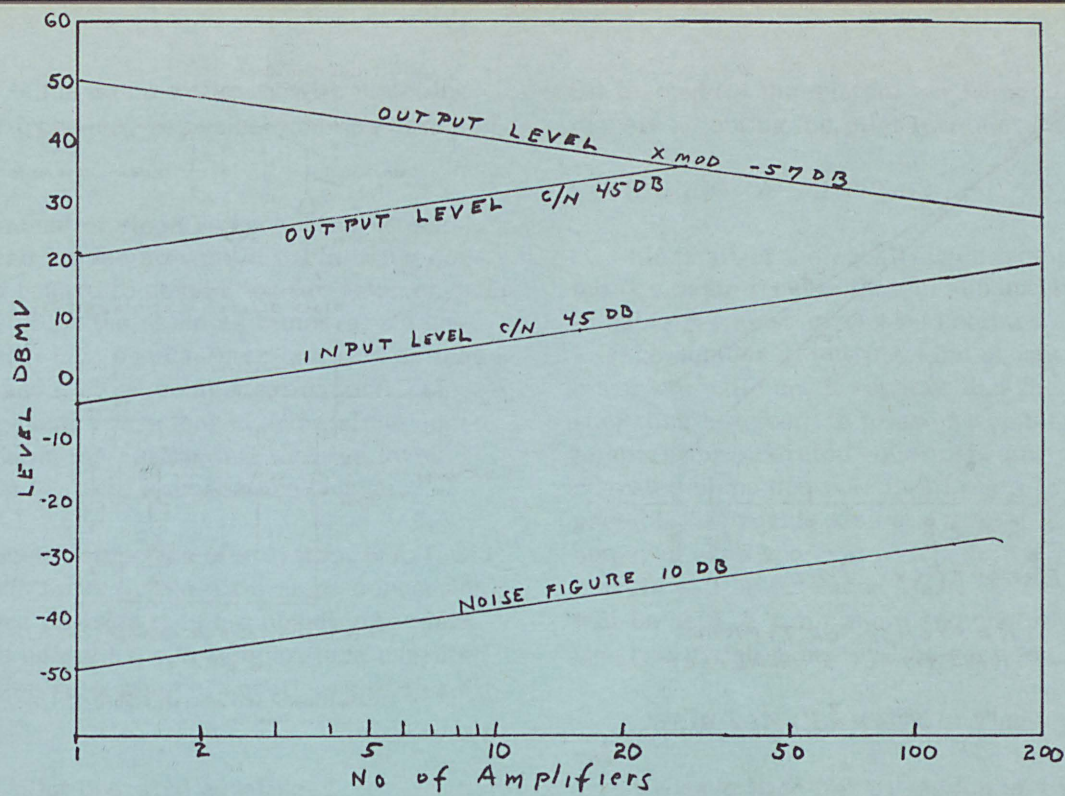 60
50
40
30
20
10
0
-10
-20
-30
-40
-50
LEVEL DBMV
OUTPUT LEVEL X MOD -57 DB
OUTPUT LEVEL C/N 45 DB
INPUT LEVEL C/N 45 DB
NOISE FIGURE 10 DB
1 2 5 10 20 50 100 200
No of Amplifiers